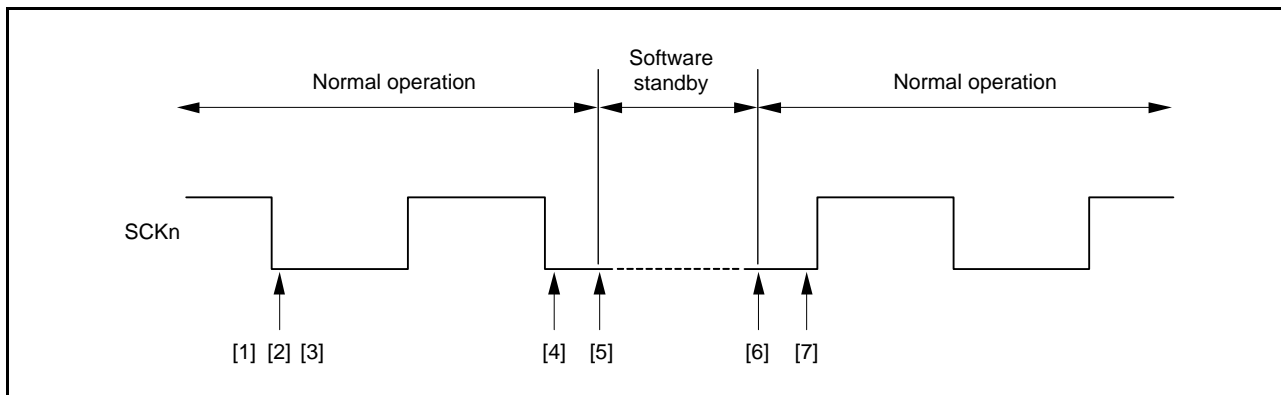 Normal operation
Software
standby
Normal operation
SCKn
[1] [2] [3]
[4] [5]
[6] [7]